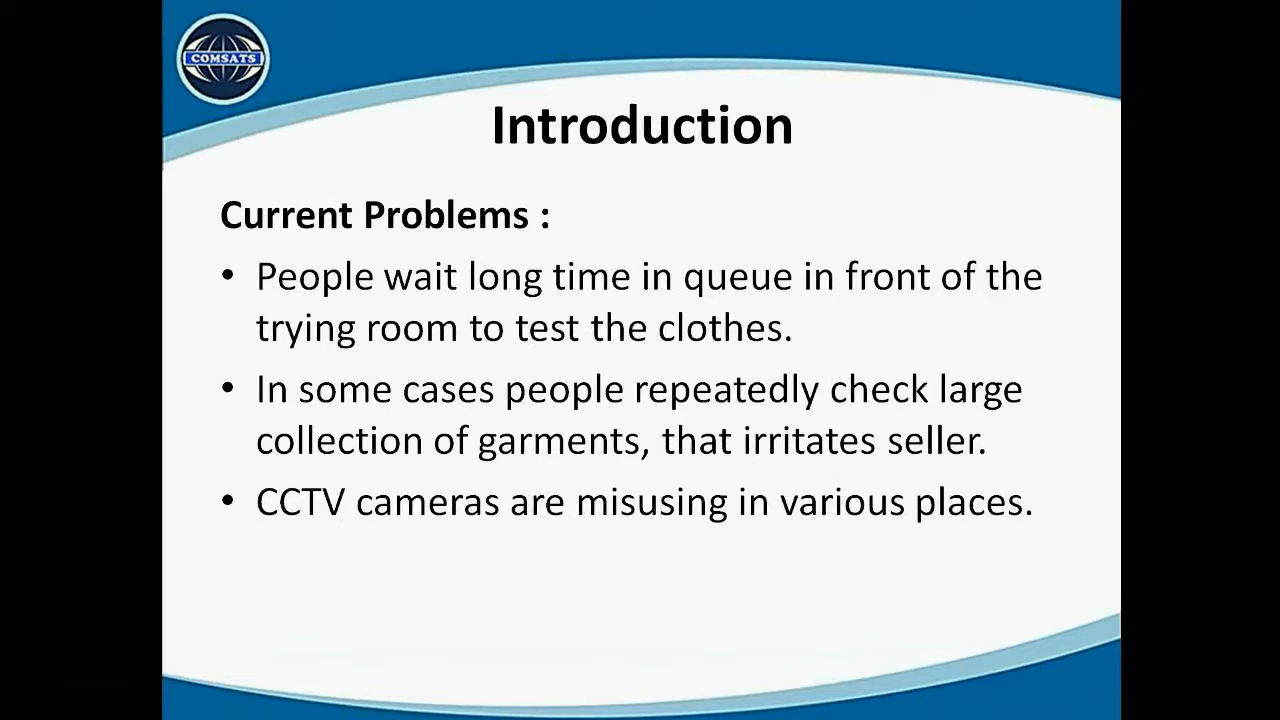 COMSATS
Introduction
Current Problems :
• People wait long time in queue in front of the
trying room to test the clothes.
• In some cases people repeatedly check large
collection of garments, that irritates seller.
• CCTV cameras are misusing in various places.